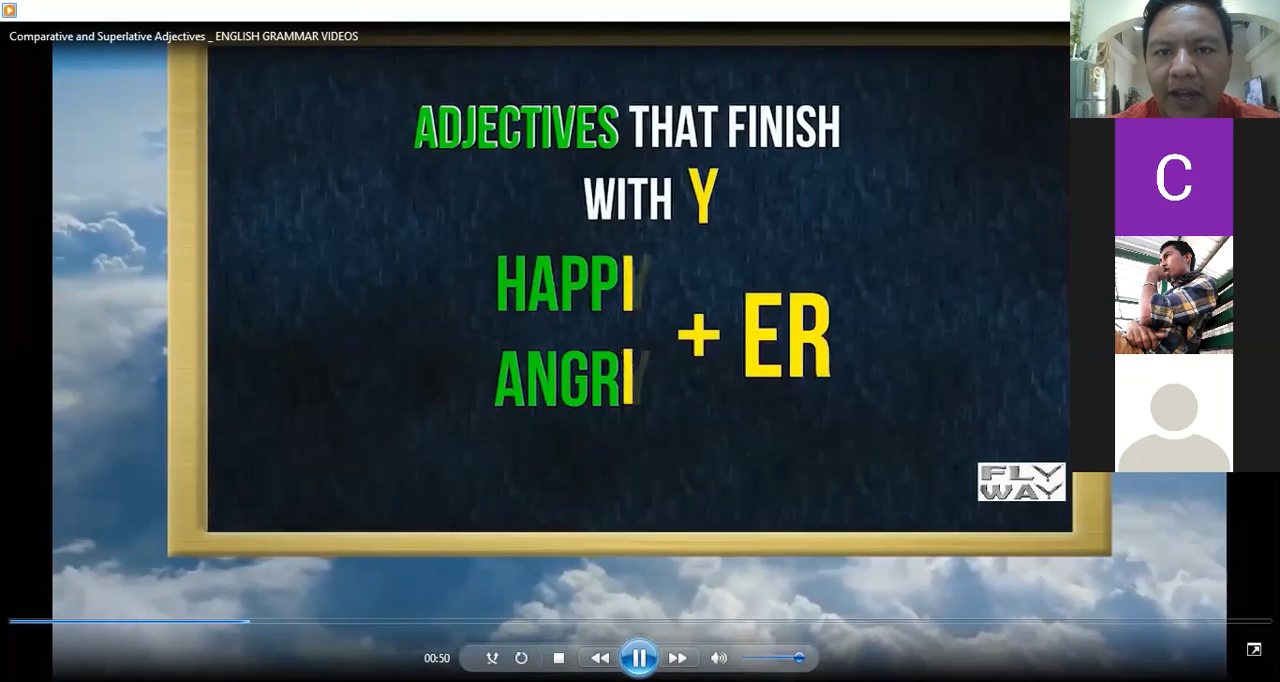 Comparative and Superlative Adjectives _ ENGLISH GRAMMAR VIDEOS
ADJECTIVES THAT FINISH
WITH Y
HAPPI
+ ER
ANGRI
FLY
WAY
C
00:50